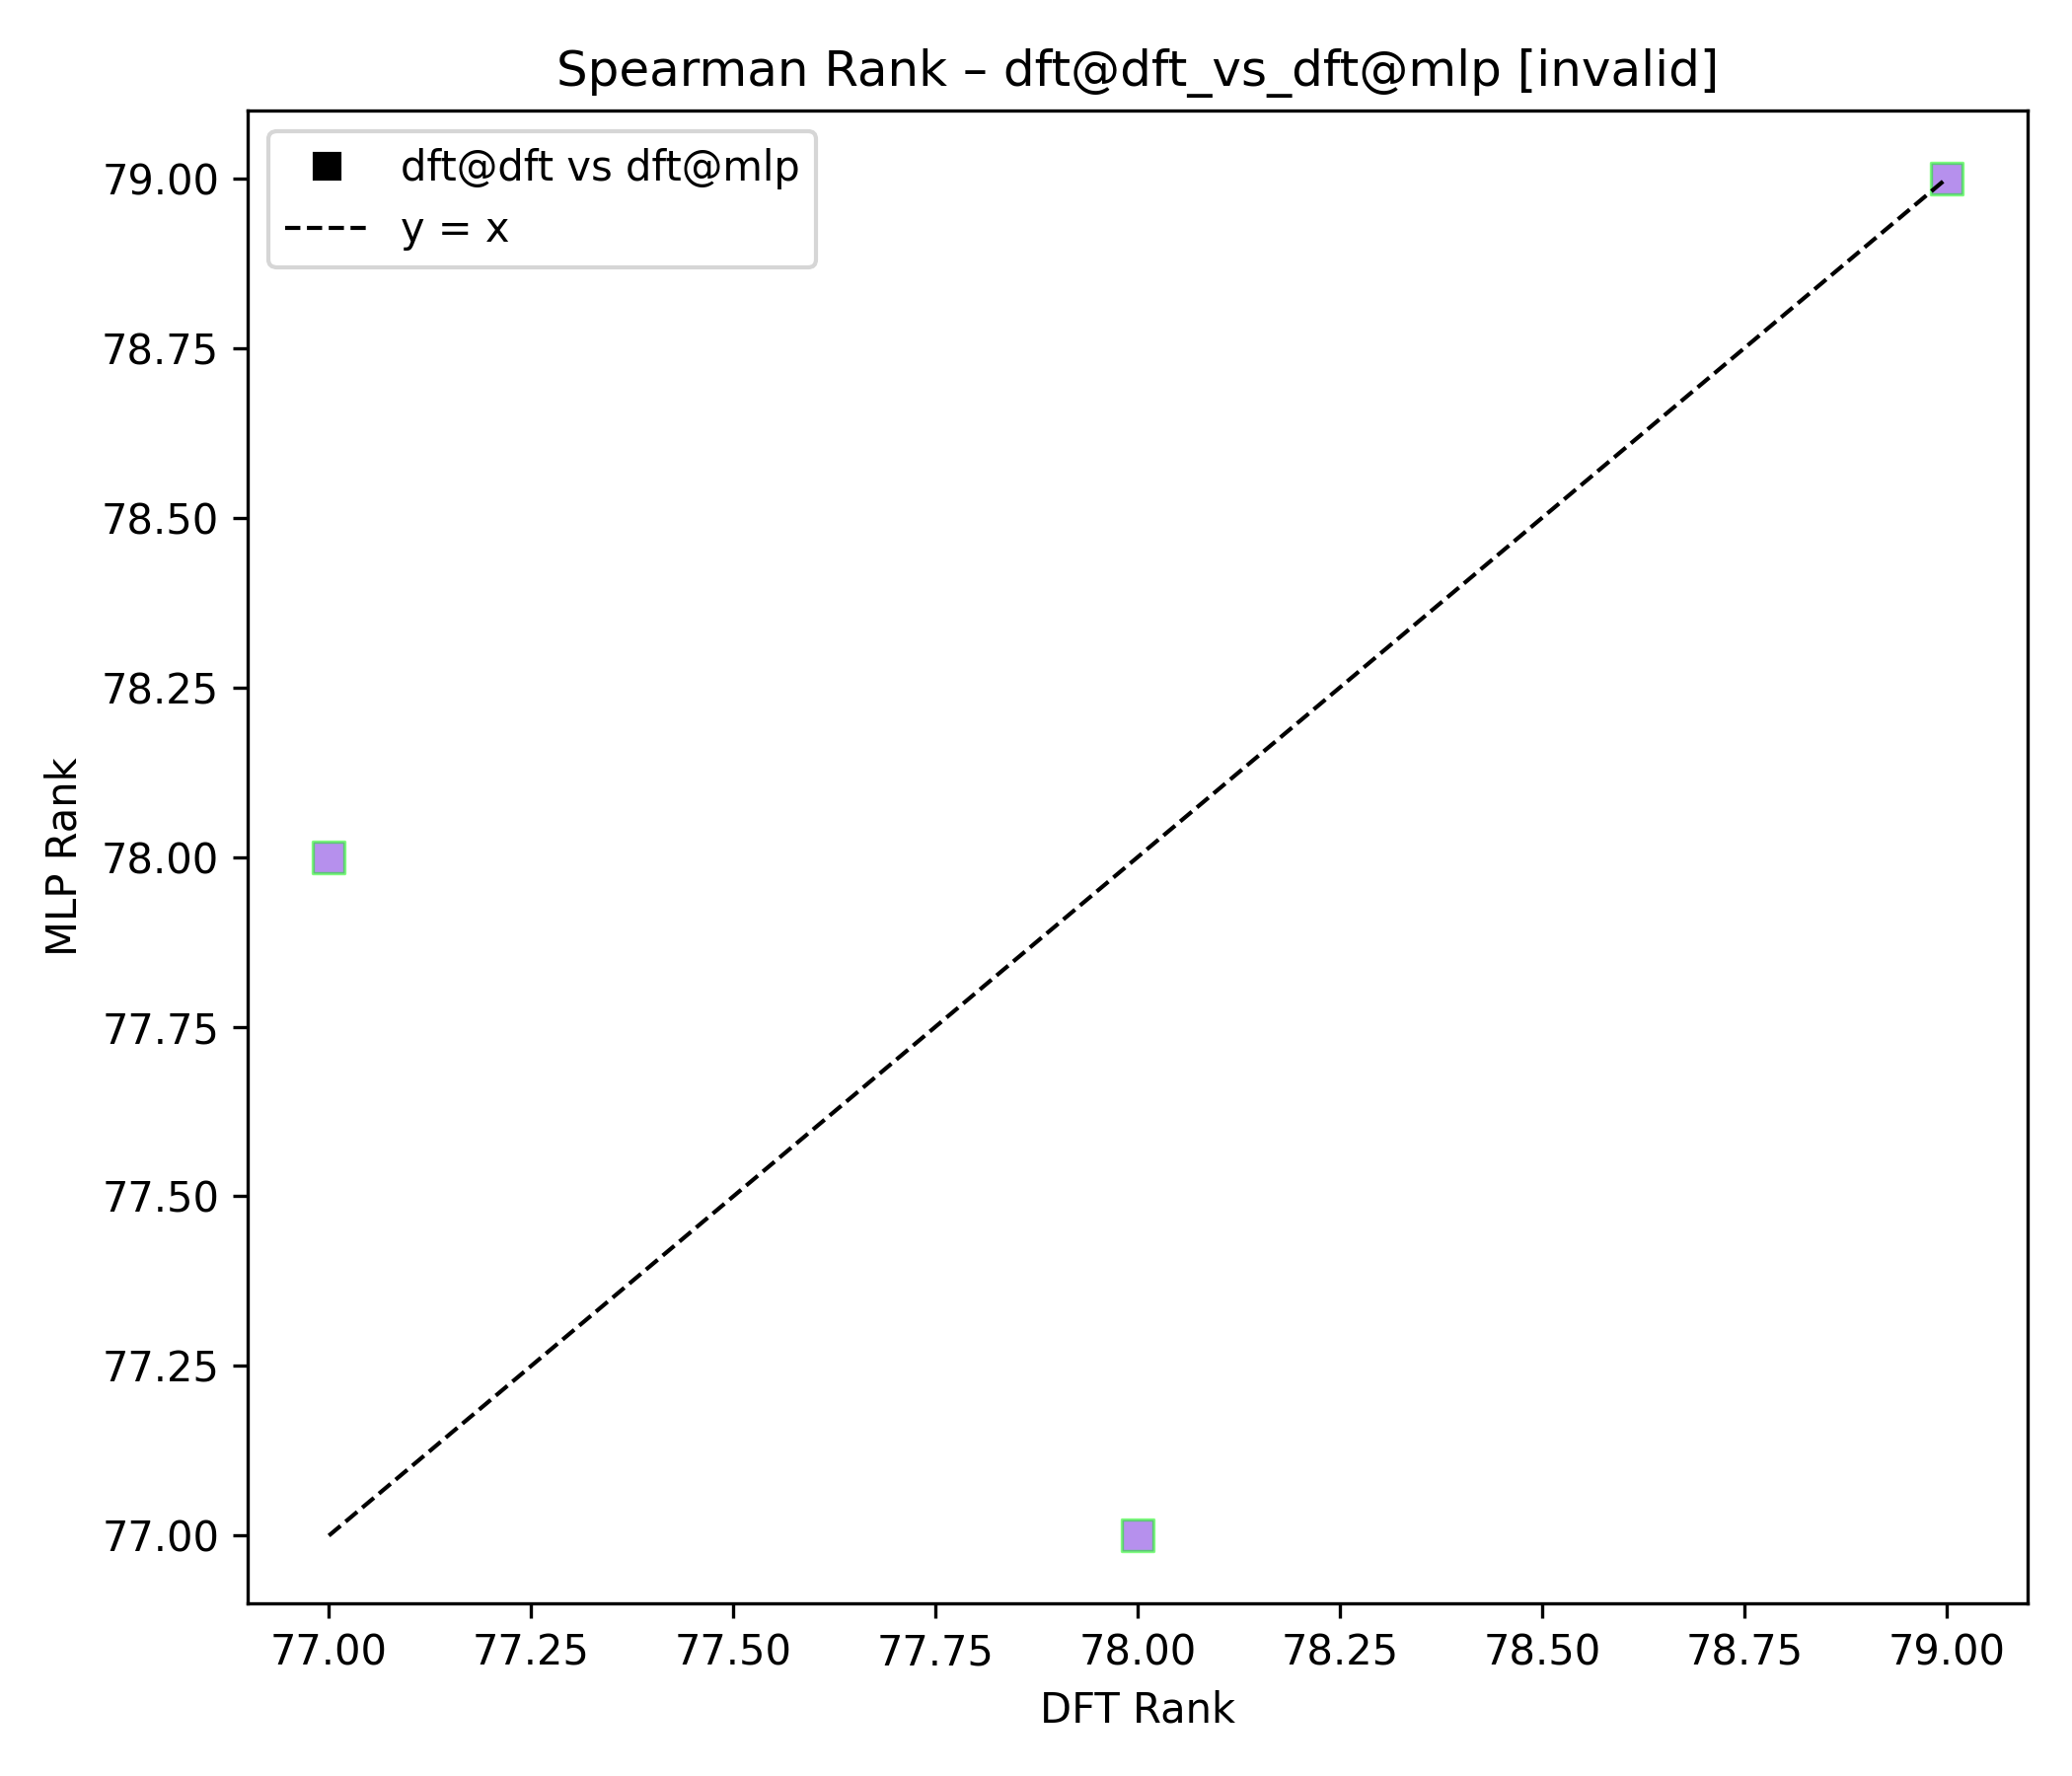 Spearman Rank – dft@dft_vs_dft@mlp [invalid]
dft@dft vs dft@mlp
y = x
MLP Rank
79.00
78.75
78.50
78.25
78.00
77.75
77.50
77.25
77.00
77.00 77.25 77.50 77.75 78.00 78.25 78.50 78.75 79.00
DFT Rank